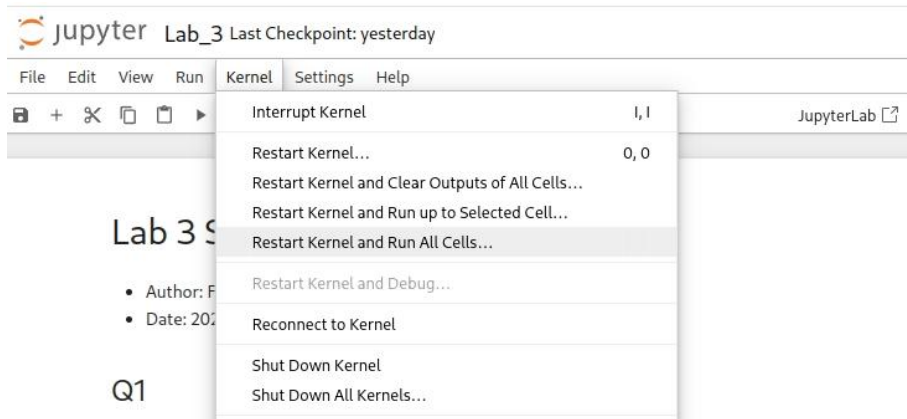 jupyter Lab_3 Last Checkpoint: yesterday
File Edit View Run Kernel Settings Help
Interrupt Kernel I, I
JupyterLab
Restart Kernel... 0, 0
Restart Kernel and Clear Outputs of All Cells...
Restart Kernel and Run up to Selected Cell...
Lab 3
Restart Kernel and Run All Cells...
Restart Kernel and Debug...
• Author:
• Date: 202
Reconnect to Kernel
Shut Down Kernel
Q1
Shut Down All Kernels...